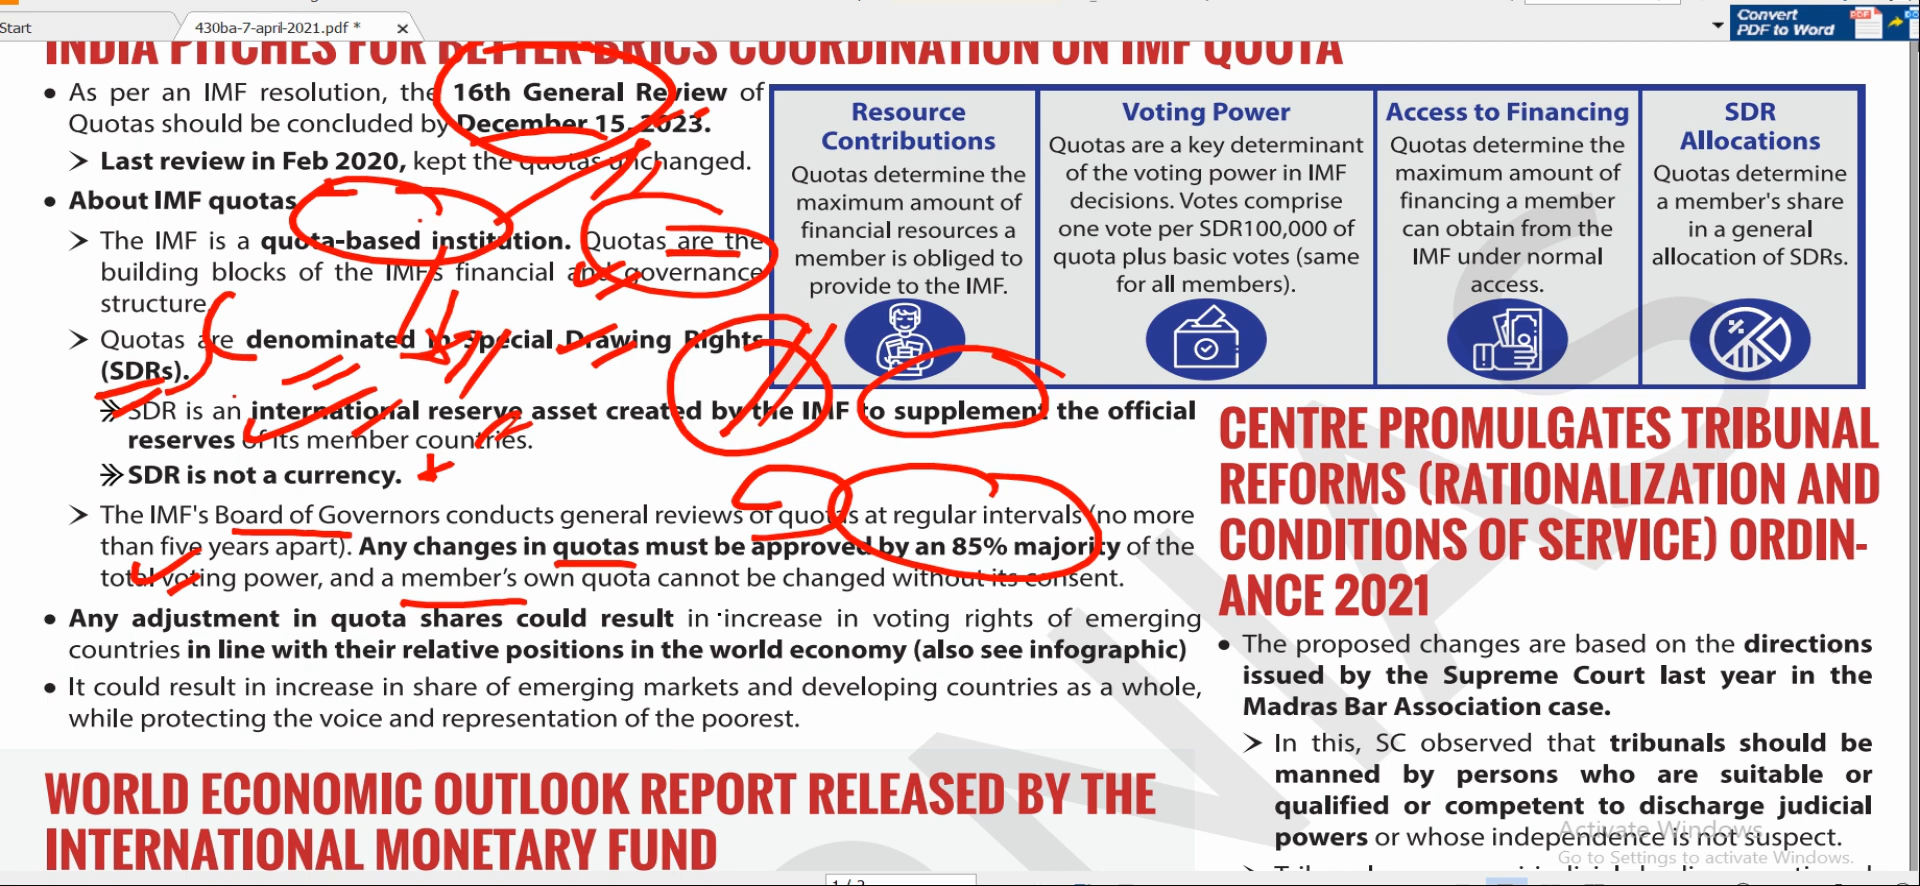 Start
430ba-7-april-2021.pdf *
Convert
PDF to Word
INDIA PITCHES FOR BETTER BRICS COORDINATION ON IMF QUOTA
• As per an IMF resolution, the 16th General Review of
Quotas should be concluded by December 15, 2023.
➢ Last review in Feb 2020, kept the quotas unchanged.
• About IMF quotas
➢ The IMF is a quota-based institution. Quotas are the
building blocks of the IMF's financial and governance
structure.
➢ Quotas are denominated in Special Drawing Rights
(SDRs).
SDR is an international reserve asset created by the IMF to supplement the official
reserves of its member countries.
SDR is not a currency.
➢ The IMF's Board of Governors conducts general reviews of quotas at regular intervals (no more
than five years apart). Any changes in quotas must be approved by an 85% majority of the
total voting power, and a member's own quota cannot be changed without its consent.
• Any adjustment in quota shares could result in increase in voting rights of emerging
countries in line with their relative positions in the world economy (also see infographic)
• It could result in increase in share of emerging markets and developing countries as a whole,
while protecting the voice and representation of the poorest.
Resource
Contributions
Quotas determine the
maximum amount of
financial resources a
member is obliged to
provide to the IMF.
Voting Power
Quotas are a key determinant
of the voting power in IMF
decisions. Votes comprise
one vote per SDR100,000 of
quota plus basic votes (same
for all members).
Access to Financing
Quotas determine the
maximum amount of
financing a member
can obtain from the
IMF under normal
access.
SDR
Allocations
Quotas determine
a member's share
in a general
allocation of SDRs.
WORLD ECONOMIC OUTLOOK REPORT RELEASED BY THE
INTERNATIONAL MONETARY FUND
CENTRE PROMULGATES TRIBUNAL
REFORMS (RATIONALIZATION AND
CONDITIONS OF SERVICE) ORDIN-
ANCE 2021
• The proposed changes are based on the directions
issued by the Supreme Court last year in the
Madras Bar Association case.
➢ In this, SC observed that tribunals should be
manned by persons who are suitable or
qualified or competent to discharge judicial
powers or whose independence is not suspect.
Activate Windows
Go to Settings to activate Windows.